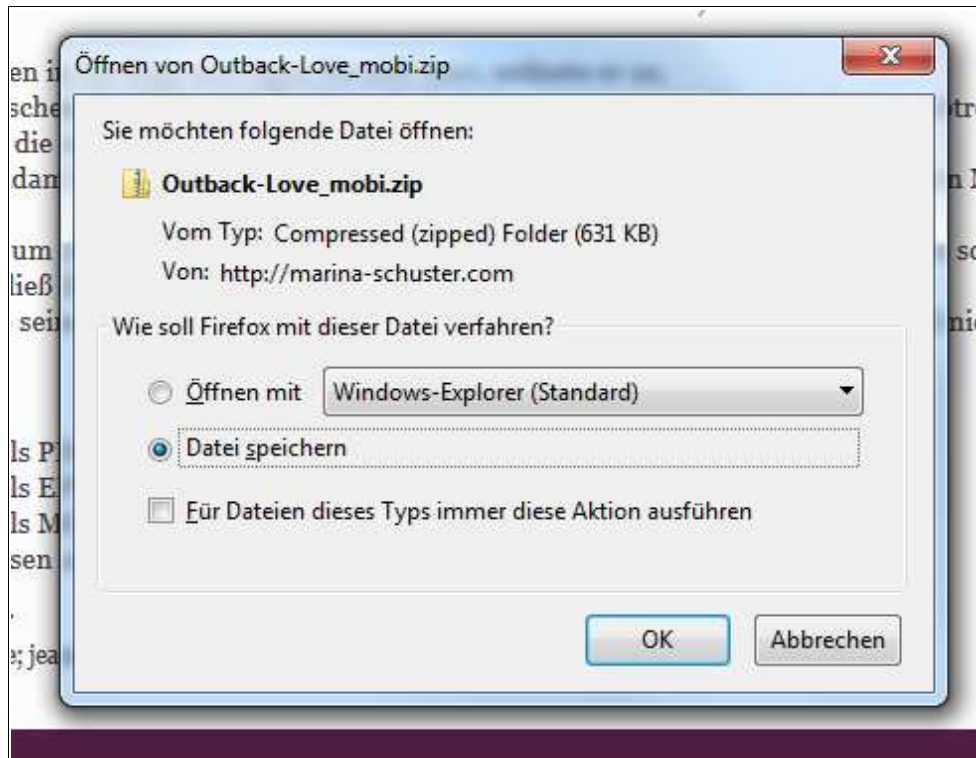 Öffnen von Outback-Love_mobi.zip
Sie möchten folgende Datei öffnen:
Outback-Love_mobi.zip
Vom Typ: Compressed (zipped) Folder (631 KB)
Von: http://marina-schuster.com
Wie soll Firefox mit dieser Datei verfahren?
Öffnen mit Windows-Explorer (Standard)
Datei speichern
Für Dateien dieses Typs immer diese Aktion ausführen
OK Abbrechen